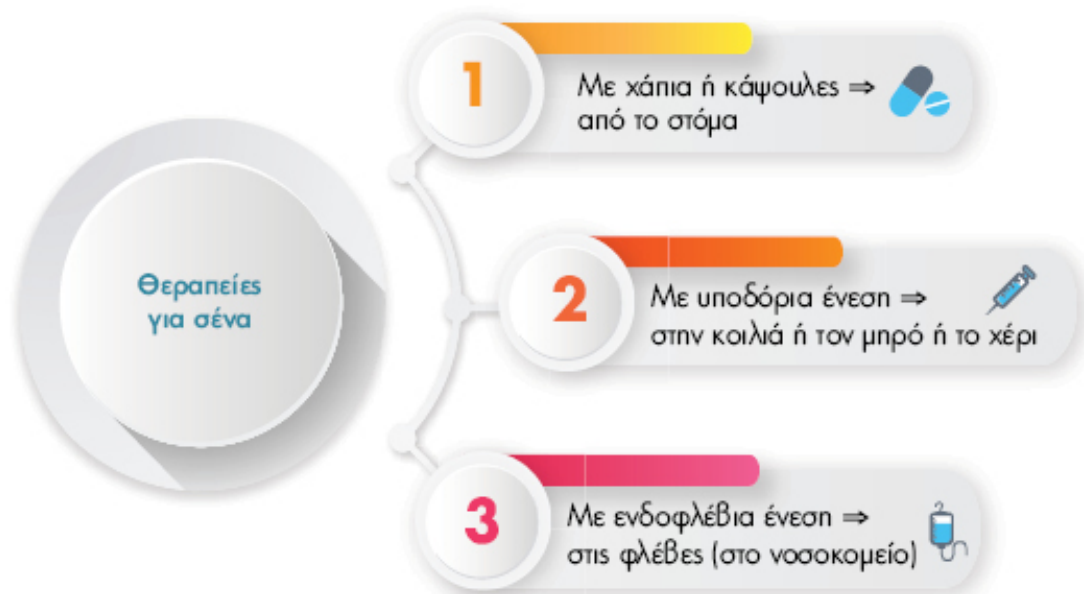 Θεραπείες
για σένα
1
Με χάπια ή κάψουλες ⇒
από το στόμα
2
Με υποδόρια ένεση ⇒
στην κοιλιά ή τον μηρό ή το χέρι
3
Με ενδοφλέβια ένεση ⇒
στις φλέβες (στο νοσοκομείο)